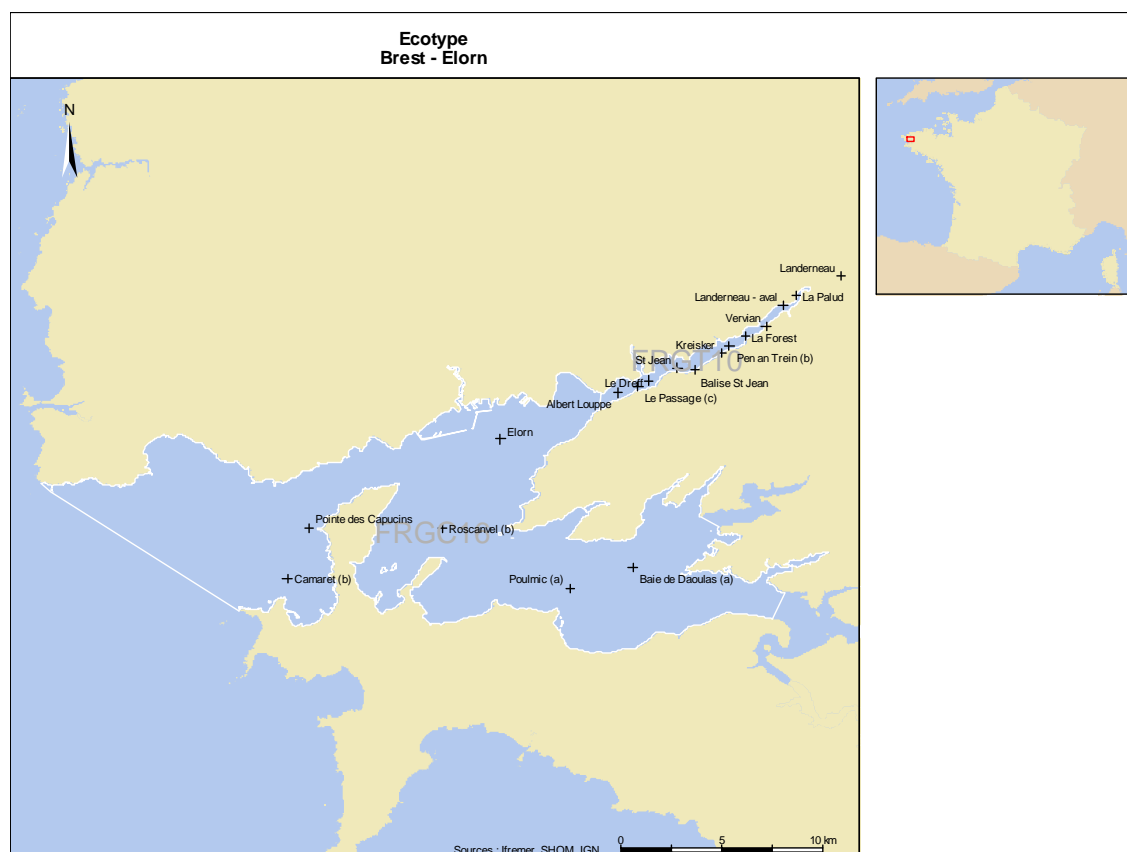 Ecotype
Brest - Elorn
N
Landerneau
Landerneau - aval
La Palud
Vervian
La Forest
Kreisker
FRGT10
Pen an Trein (b)
St Jean
Balise St Jean
Le Dreff
Le Passage (c)
Albert Louppe
Elorn
Pointe des Capucins
FRGC16
Roscanvel (b)
Camaret (b)
Poulmic (a)
Baie de Daoulas (a)
0 5 10 km
Sources : Ifremer, SHOM, IGN